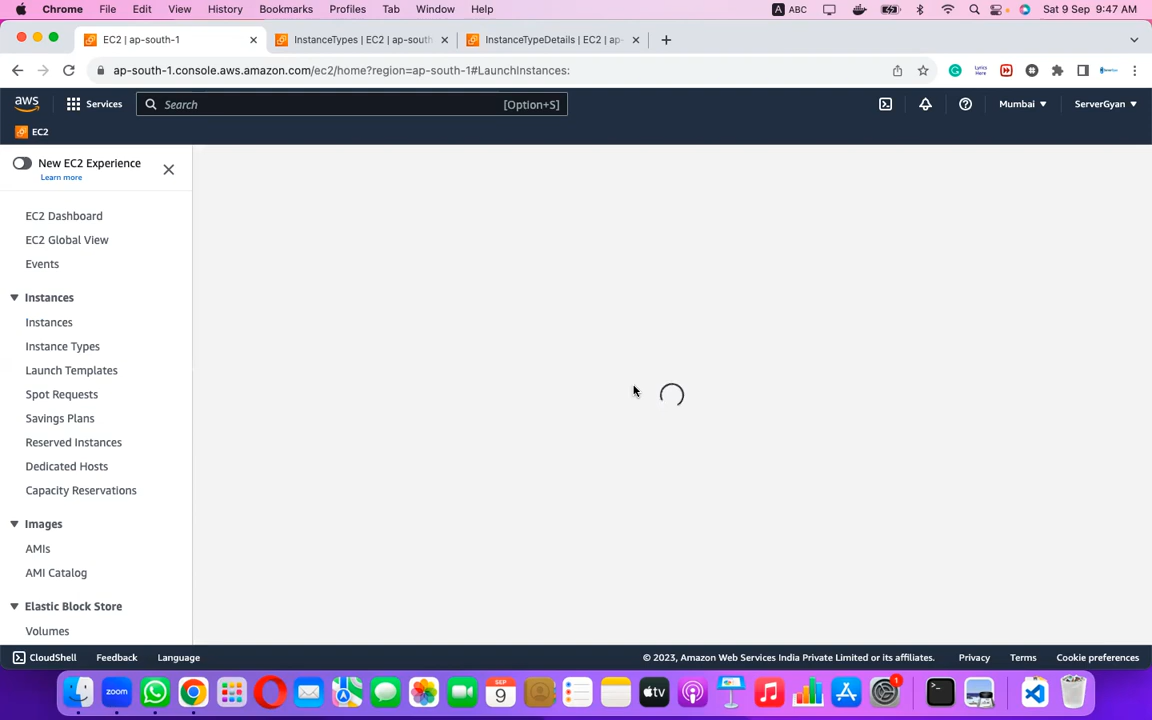 Chrome File Edit View History Bookmarks Profiles Tab Window Help A ABC Sat 9 Sep 9:47 AM
EC2 | ap-south-1 InstanceTypes | EC2 | ap-south InstanceTypeDetails | EC2 | ap-
ap-south-1.console.aws.amazon.com/ec2/home?region=ap-south-1#LaunchInstances:
aws Services Search [Option+S] Mumbai ServerGyan
EC2
New EC2 Experience
Learn more
EC2 Dashboard
EC2 Global View
Events
Instances
Instances
Instance Types
Launch Templates
Spot Requests
Savings Plans
Reserved Instances
Dedicated Hosts
Capacity Reservations
Images
AMIs
AMI Catalog
Elastic Block Store
Volumes
CloudShell Feedback Language © 2023, Amazon Web Services India Private Limited or its affiliates. Privacy Terms Cookie preferences
zoom SEP 9 tv 1